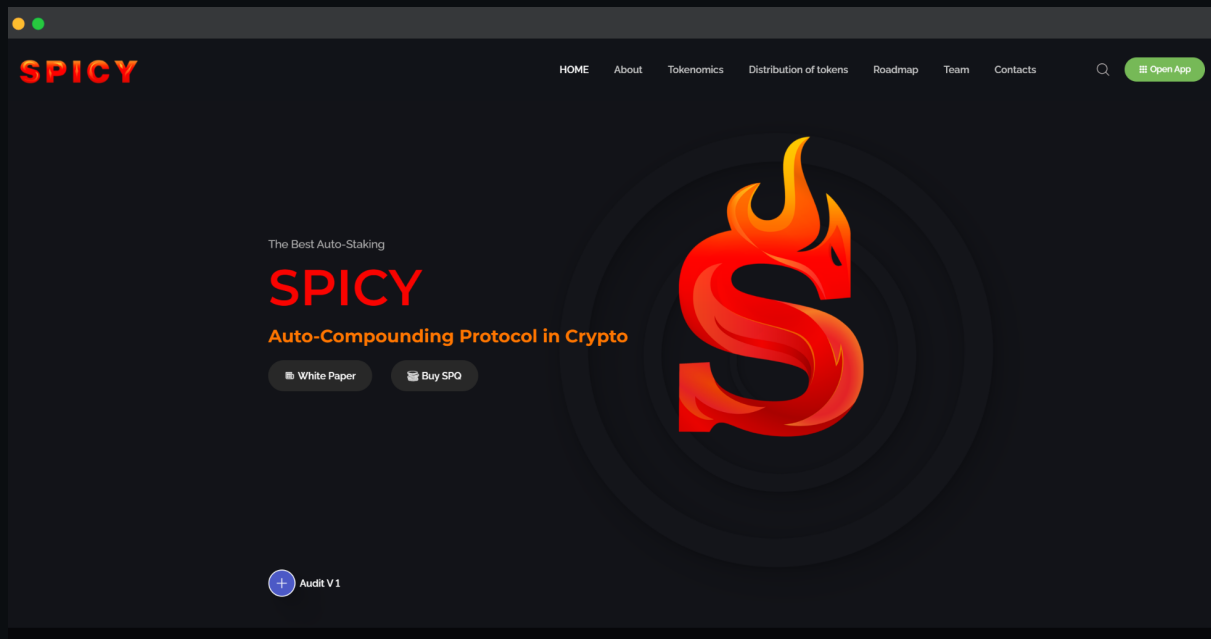 SPICY
HOME About Tokenomics Distribution of tokens Roadmap Team Contacts Open App
The Best Auto-Staking
SPICY
Auto-Compounding Protocol in Crypto
White Paper Buy SPQ
Audit V 1